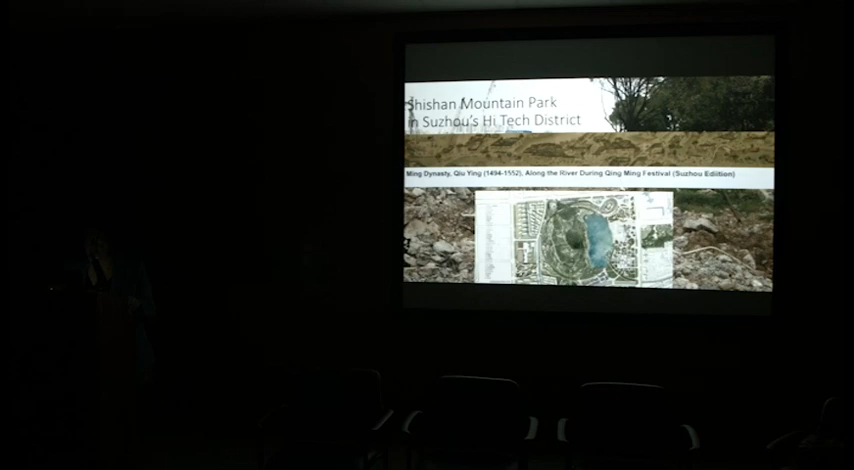 Shishan Mountain Park
in Suzhou's Hi Tech District
Ming Dynasty, Qiu Ying (1494-1552), Along the River During Qing Ming Festival (Suzhou Ediition)